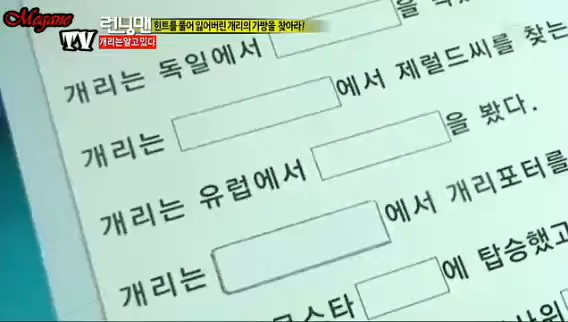 Megane
TV
런닝맨
개리는 알고 있다
힌트를 풀어 잃어버린 개리의 가방을 찾아라!
개리는 독일에서
개리는 에서 제럴드씨를 찾는
개리는 유럽에서 을 봤다.
개리는 에서 개리포터를
스타 에 탑승했고